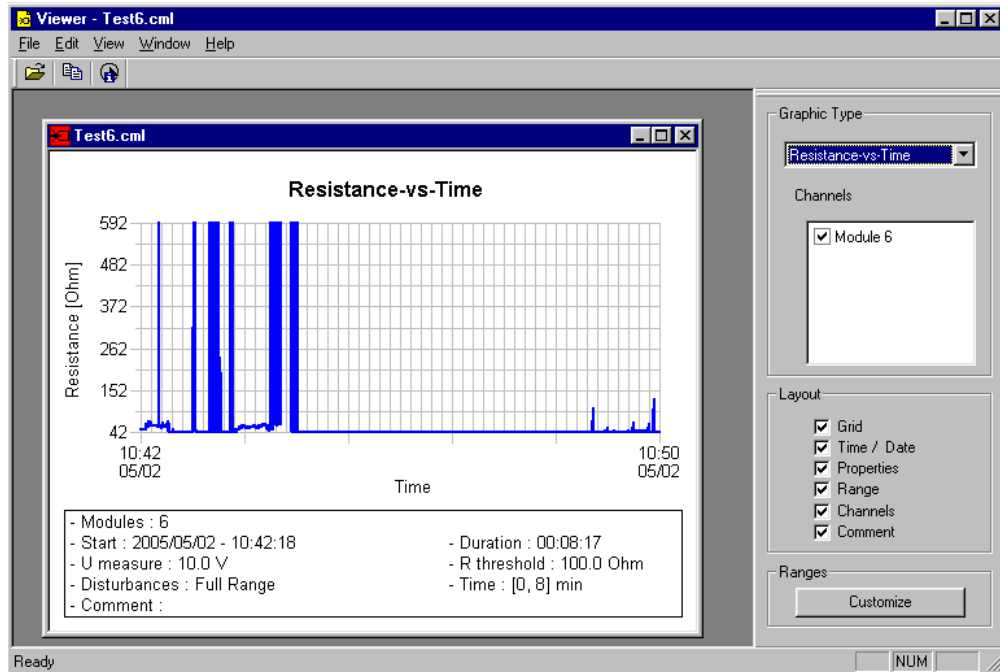 Viewer - Test6.cml
File Edit View Window Help
Test6.cml
Resistance-vs-Time
Resistance [Ohm]
592
482
372
262
152
42
10:42
05/02
10:50
05/02
Time
- Modules : 6
- Start : 2005/05/02 - 10:42:18
- Duration : 00:08:17
- U measure : 10.0 V
- R threshold : 100.0 Ohm
- Disturbances : Full Range
- Time : [0, 8] min
- Comment :
Graphic Type
Resistance-vs-Time
Channels
Module 6
Layout
Grid
Time / Date
Properties
Range
Channels
Comment
Ranges
Customize
Ready
NUM